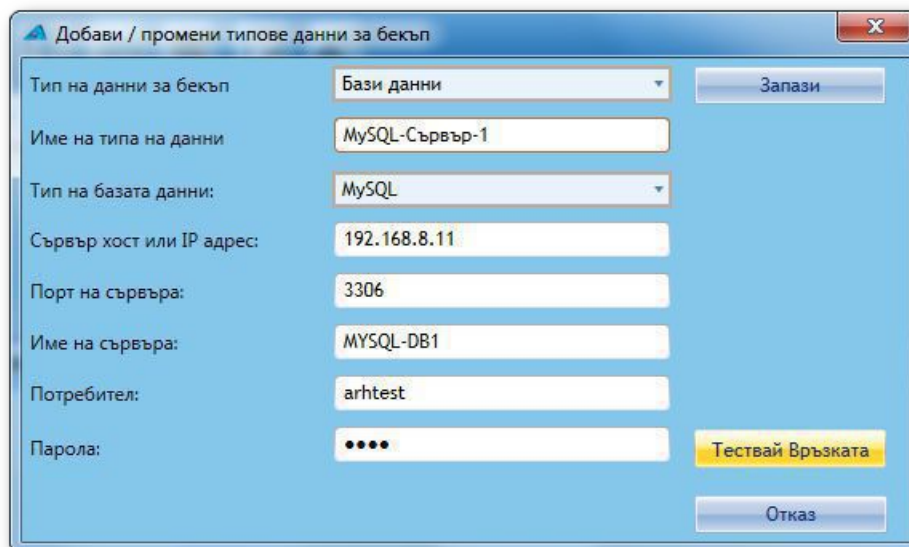 Добави / промени типове данни за бекъп
Тип на данни за бекъп
Бази данни
Запази
Име на типа на данни
MySQL-Сървър-1
Тип на базата данни:
MySQL
Сървър хост или IP адрес:
192.168.8.11
Порт на сървъра:
3306
Име на сървъра:
MYSQL-DB1
Потребител:
arhtest
Парола:
●●●●
Тествай Връзката
Отказ